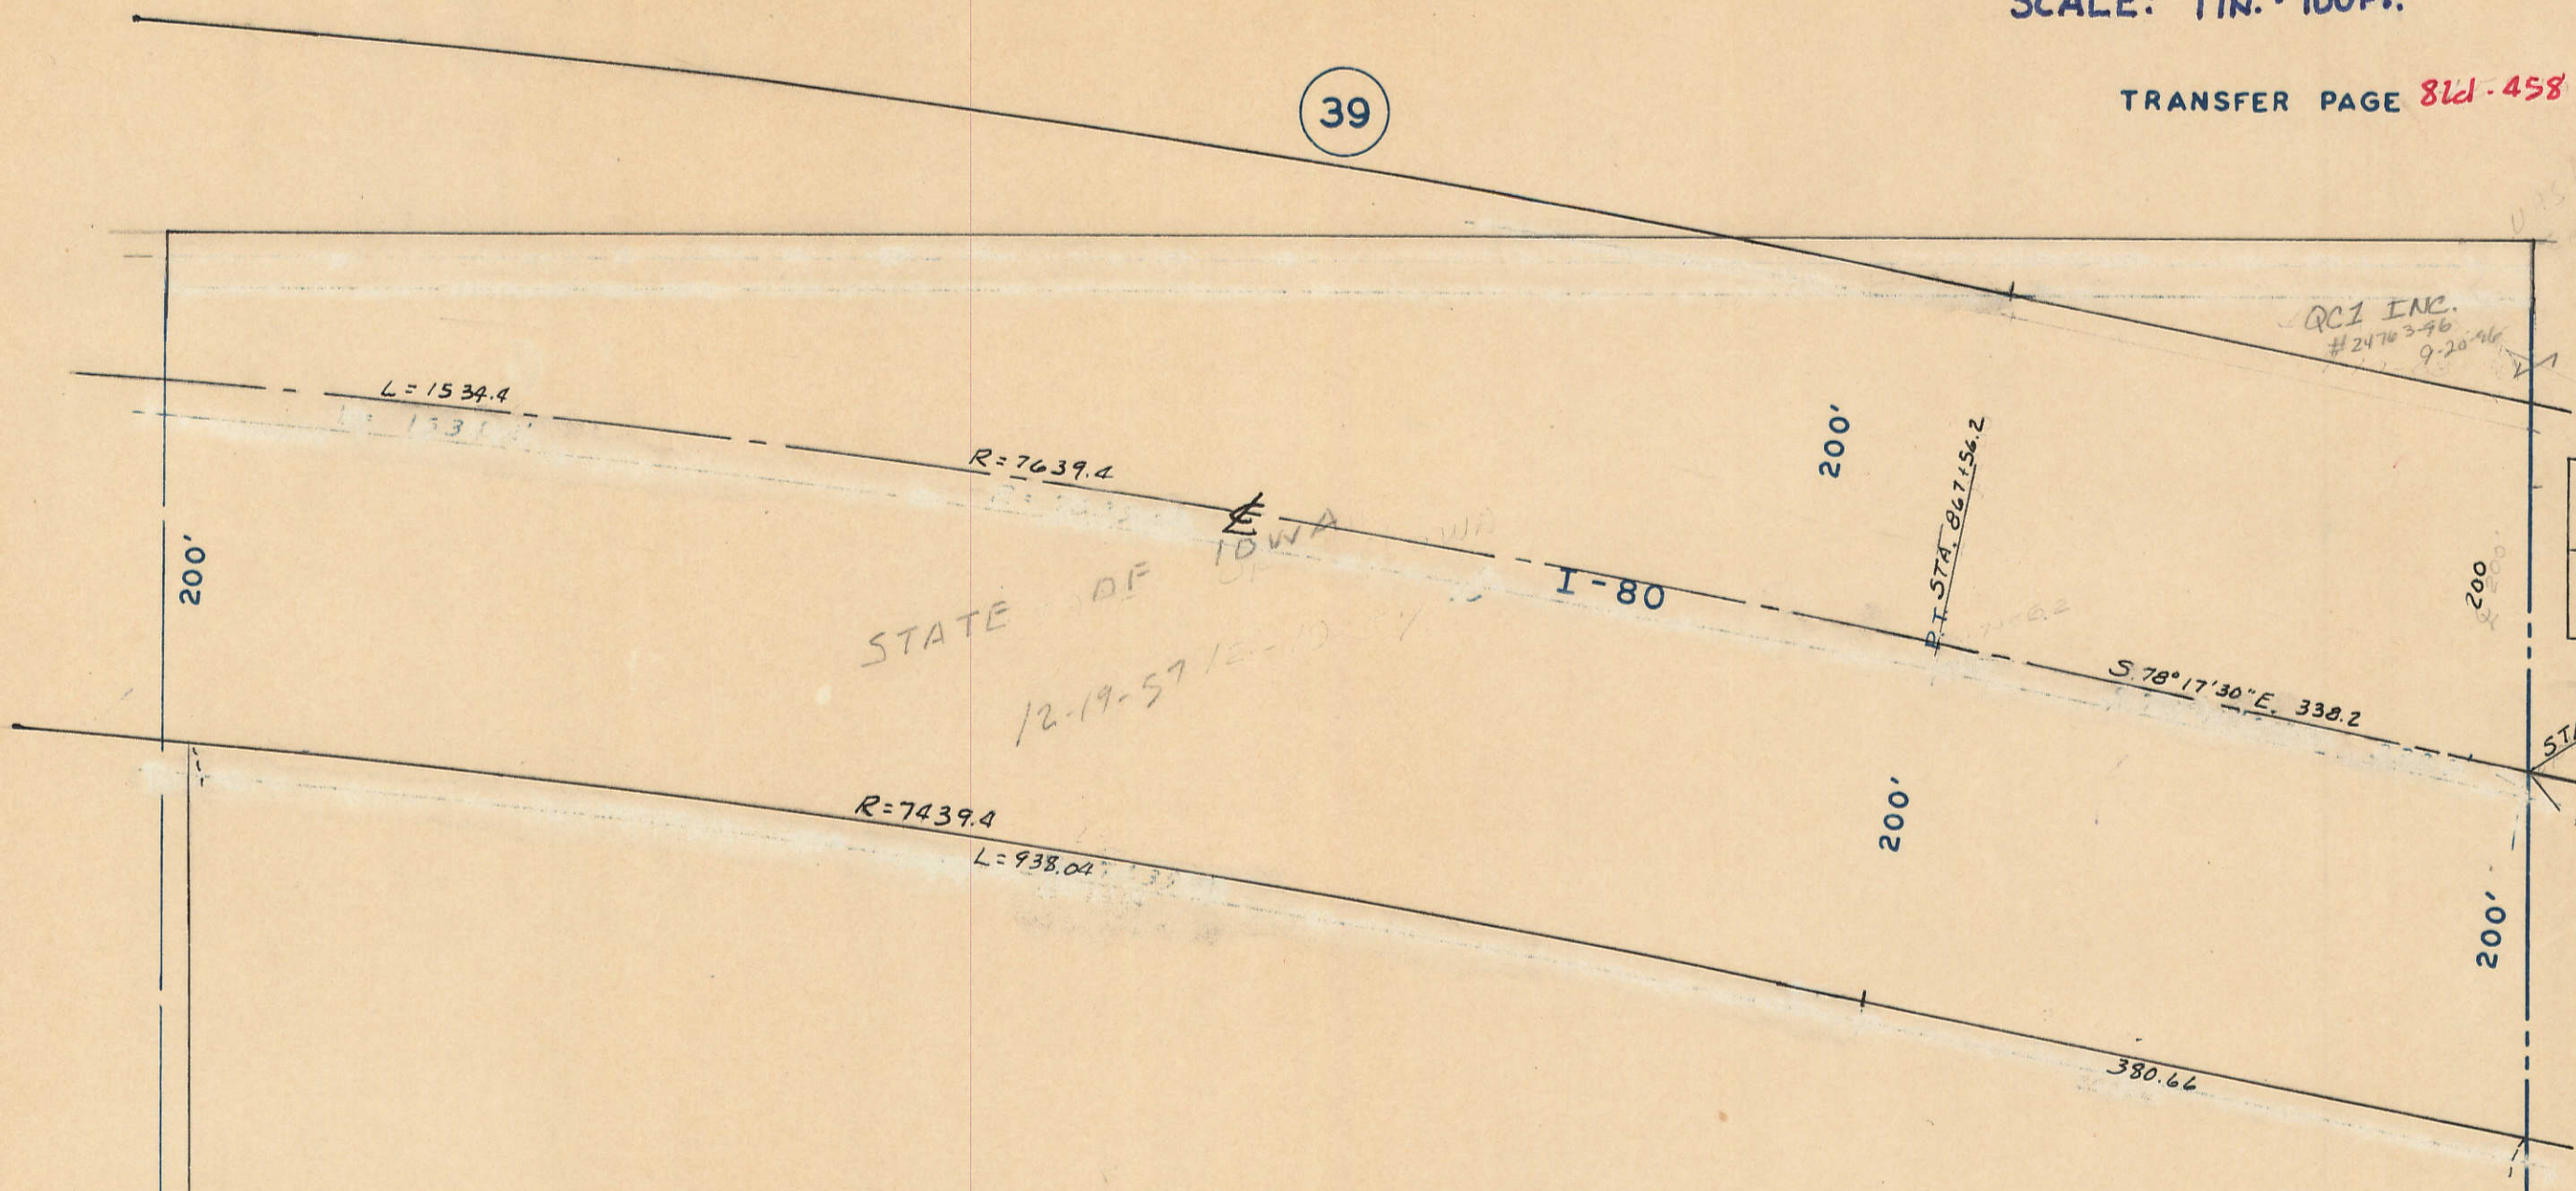 SCALE: 1 IN. = 100 FT.
39
TRANSFER PAGE 8ld-458
QCI INC.
#24763-96
9-20-96
L=1534.4
R=7639.4
℄
200'
P.T. STA. 867+56.2
200'
STATE OF IOWA
I-80
200
12-19-57
S. 78°17'30"E. 338.2
STA
R=7439.4
L=938.04
200'
200'
380.66